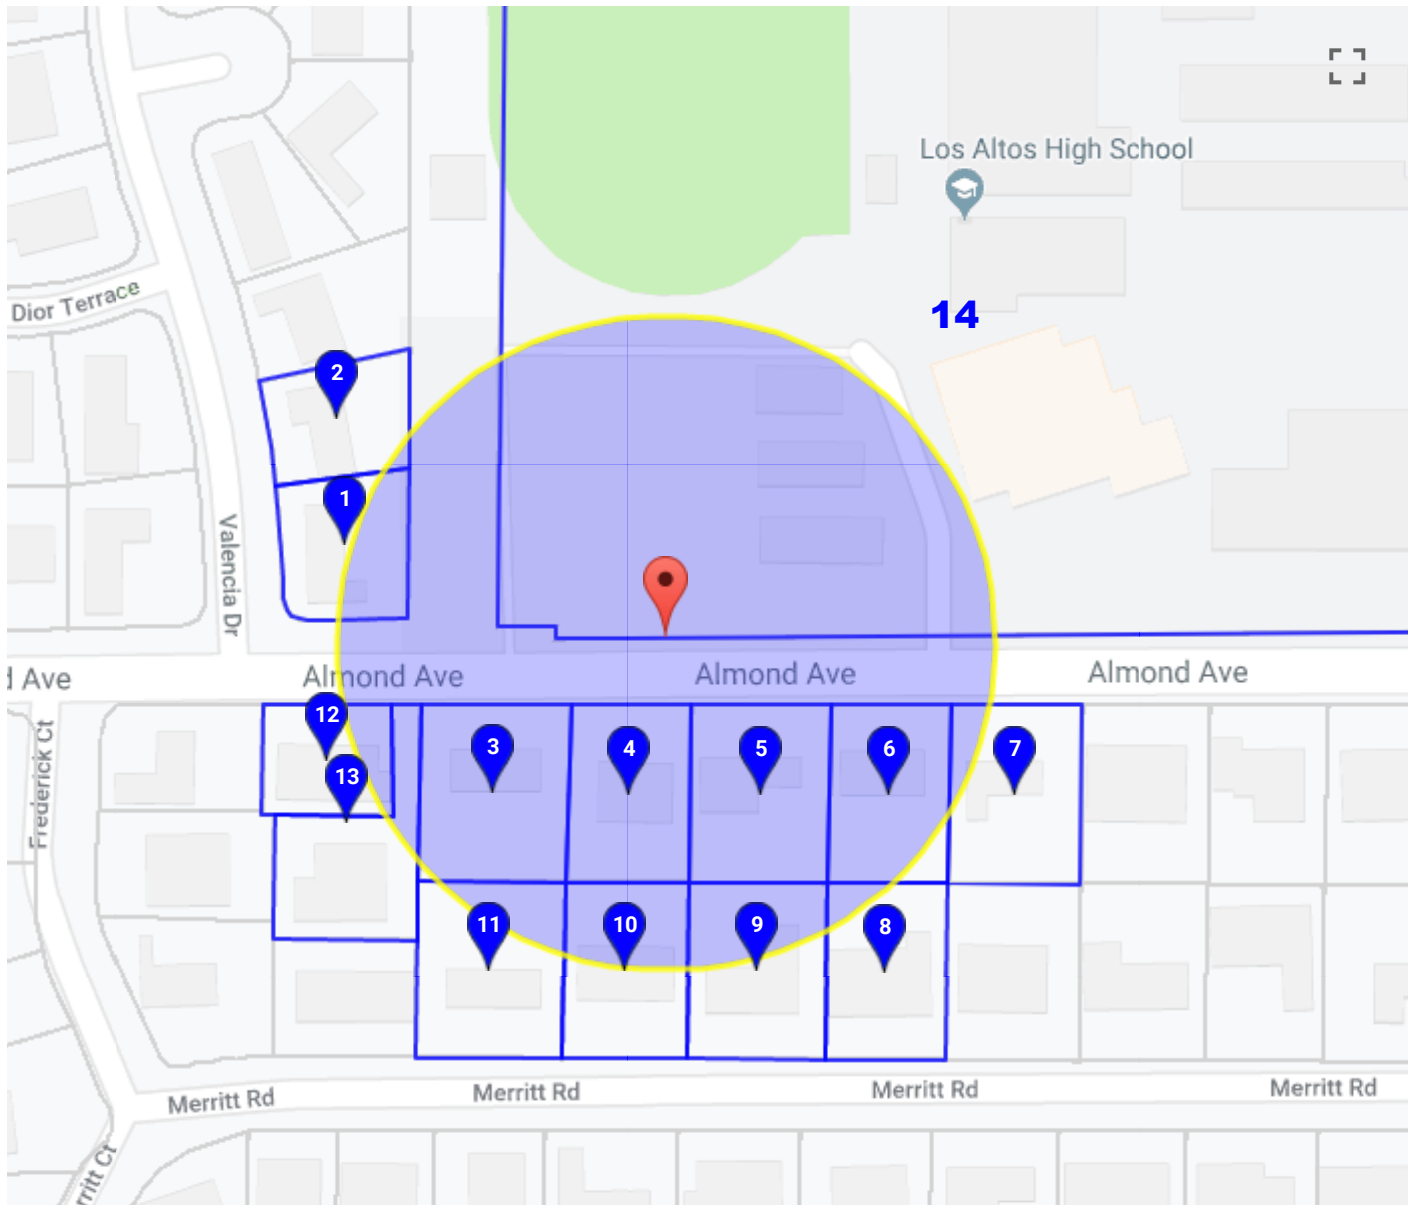 Los Altos High School
Dior Terrace
14
2
1
Valencia Dr
d Ave
Almond Ave
Almond Ave
Almond Ave
Frederick Ct
12
3
4
5
6
7
13
11
10
9
8
Merritt Rd
Merritt Rd
Merritt Rd
Merritt Rd
rritt Ct